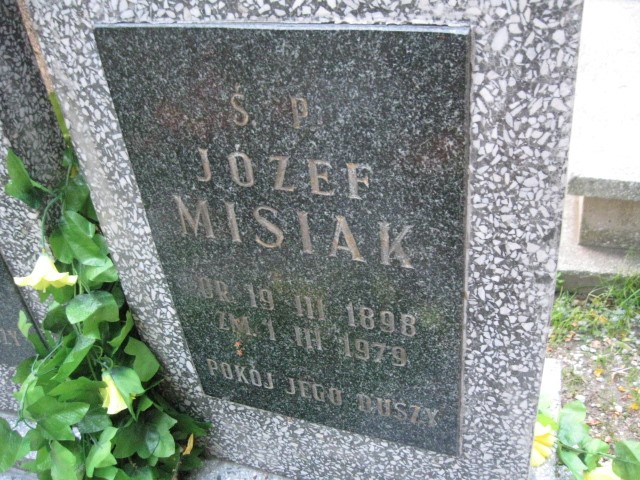 Ś P.
JÓZEF
MISIAK
UR 19 III 1898
ZM. 1 III 1979
POKÓJ JEGO DUSZY